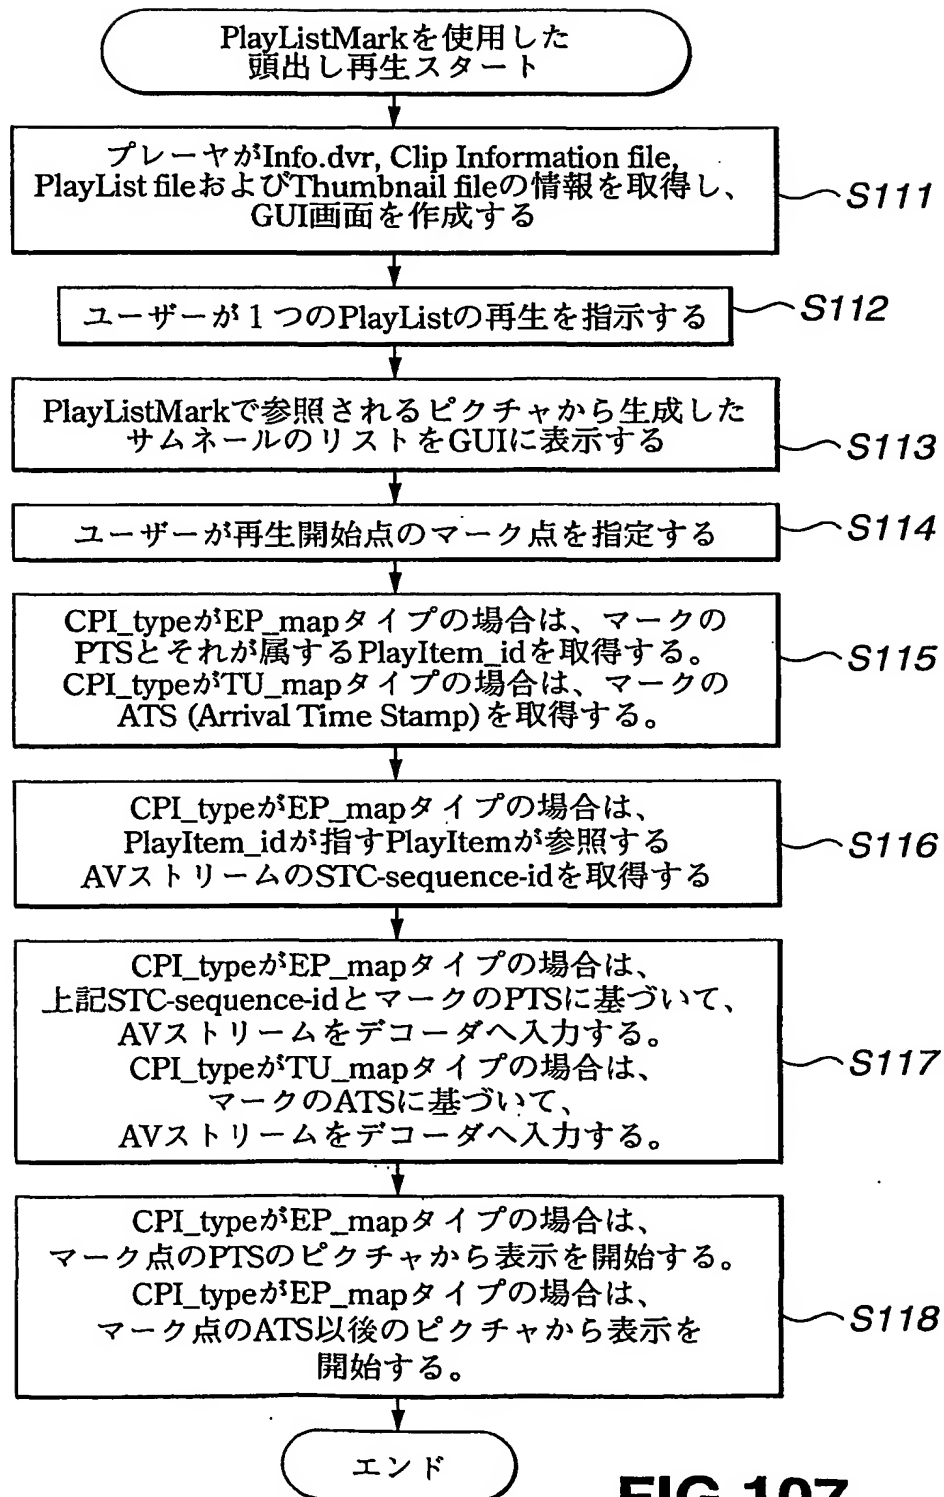 PlayListMarkを使用した
頭出し再生スタート
プレーヤがInfo.dvr, Clip Information file,
PlayList fileおよびThumbnail fileの情報を取得し、
GUI画面を作成する
S111
ユーザーが1つのPlayListの再生を指示する
S112
PlayListMarkで参照されるピクチャから生成した
サムネールのリストをGUIに表示する
S113
ユーザーが再生開始点のマーク点を指定する
S114
CPI_typeがEP_mapタイプの場合は、マークの
PTSとそれが属するPlayItem_idを取得する。
CPI_typeがTU_mapタイプの場合は、マークの
ATS (Arrival Time Stamp)を取得する。
S115
CPI_typeがEP_mapタイプの場合は、
PlayItem_idが指すPlayItemが参照する
AVストリームのSTC-sequence-idを取得する
S116
CPI_typeがEP_mapタイプの場合は、
上記STC-sequence-idとマークのPTSに基づいて、
AVストリームをデコーダへ入力する。
CPI_typeがTU_mapタイプの場合は、
マークのATSに基づいて、
AVストリームをデコーダへ入力する。
S117
CPI_typeがEP_mapタイプの場合は、
マーク点のPTSのピクチャから表示を開始する。
CPI_typeがEP_mapタイプの場合は、
マーク点のATS以後のピクチャから表示を
開始する。
S118
エンド
FIG.107